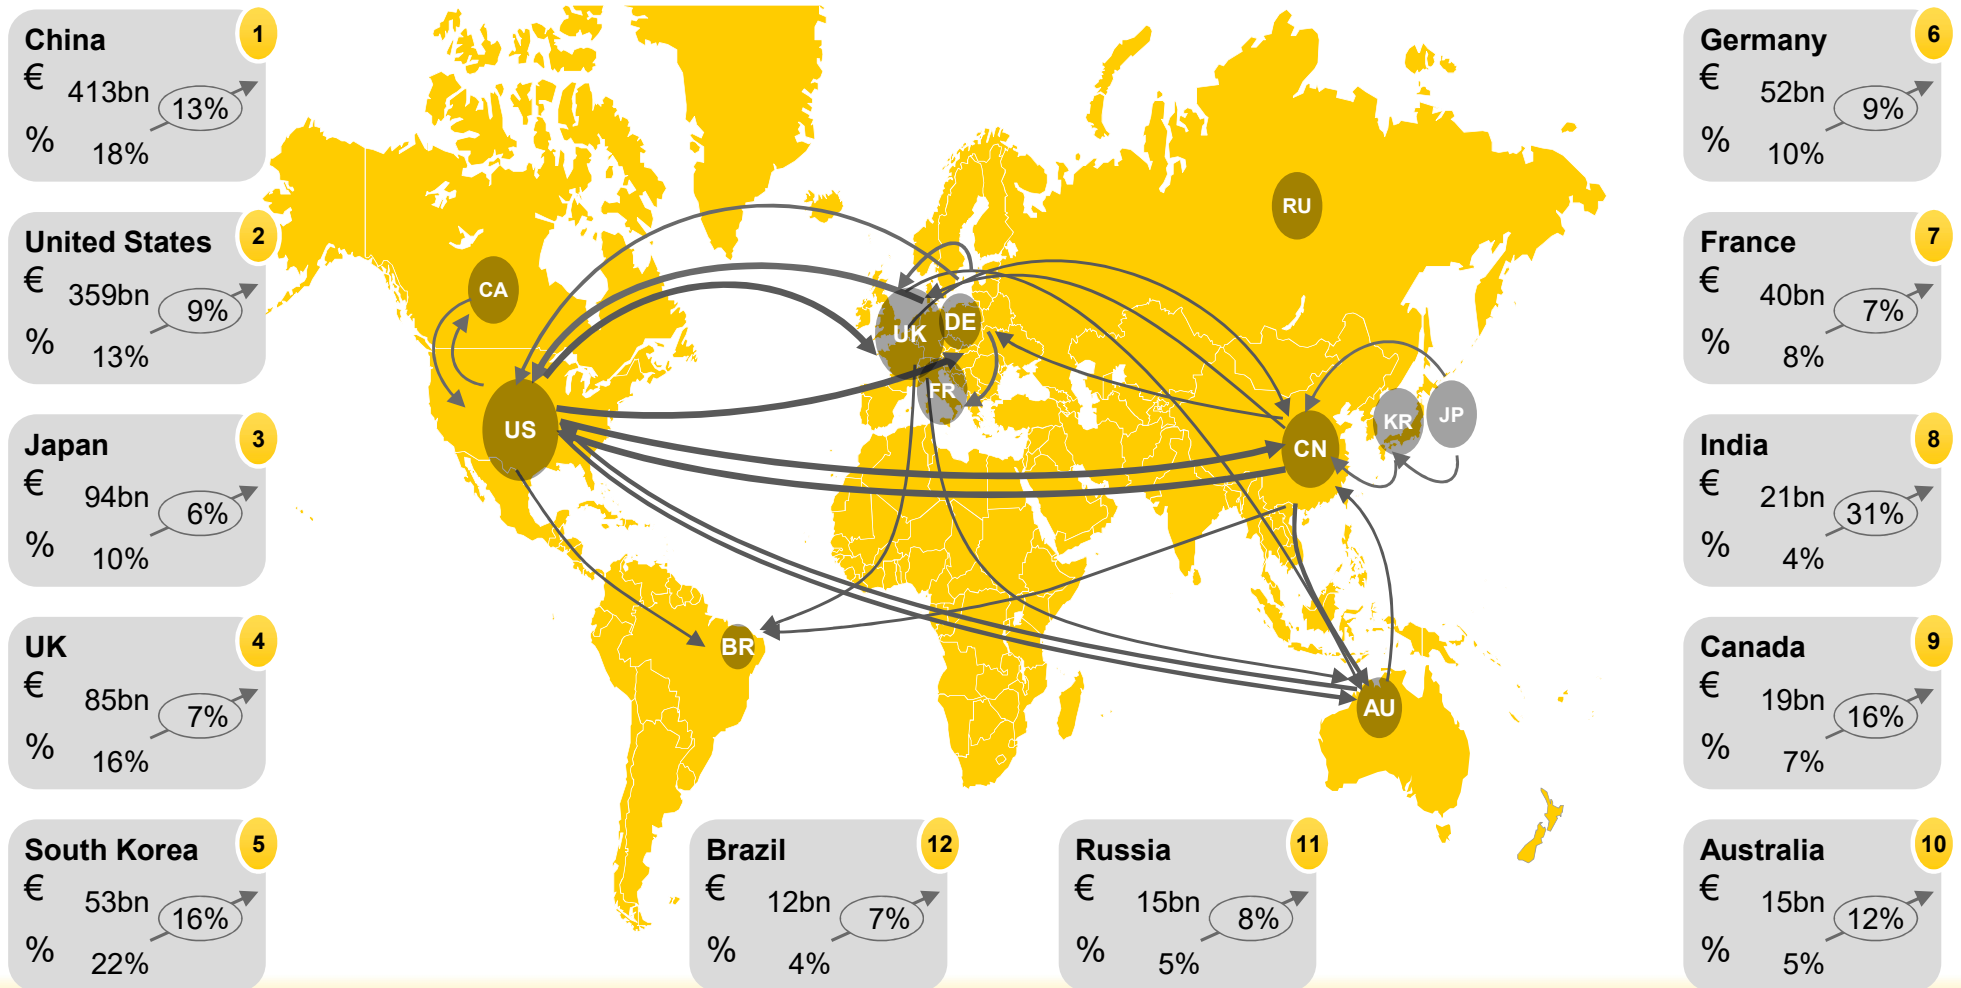 China
1
€
413bn
13%
%
18%
United States
2
€
359bn
9%
%
13%
Japan
3
€
94bn
6%
%
10%
UK
4
€
85bn
7%
%
16%
South Korea
5
€
53bn
16%
%
22%
Germany
6
€
52bn
9%
%
10%
France
7
€
40bn
7%
%
8%
India
8
€
21bn
31%
%
4%
Canada
9
€
19bn
16%
%
7%
Australia
10
€
15bn
12%
%
5%
Russia
11
€
15bn
8%
%
5%
Brazil
12
€
12bn
7%
%
4%
RU
CA
UK
DE
FR
US
CN
KR
JP
BR
AU